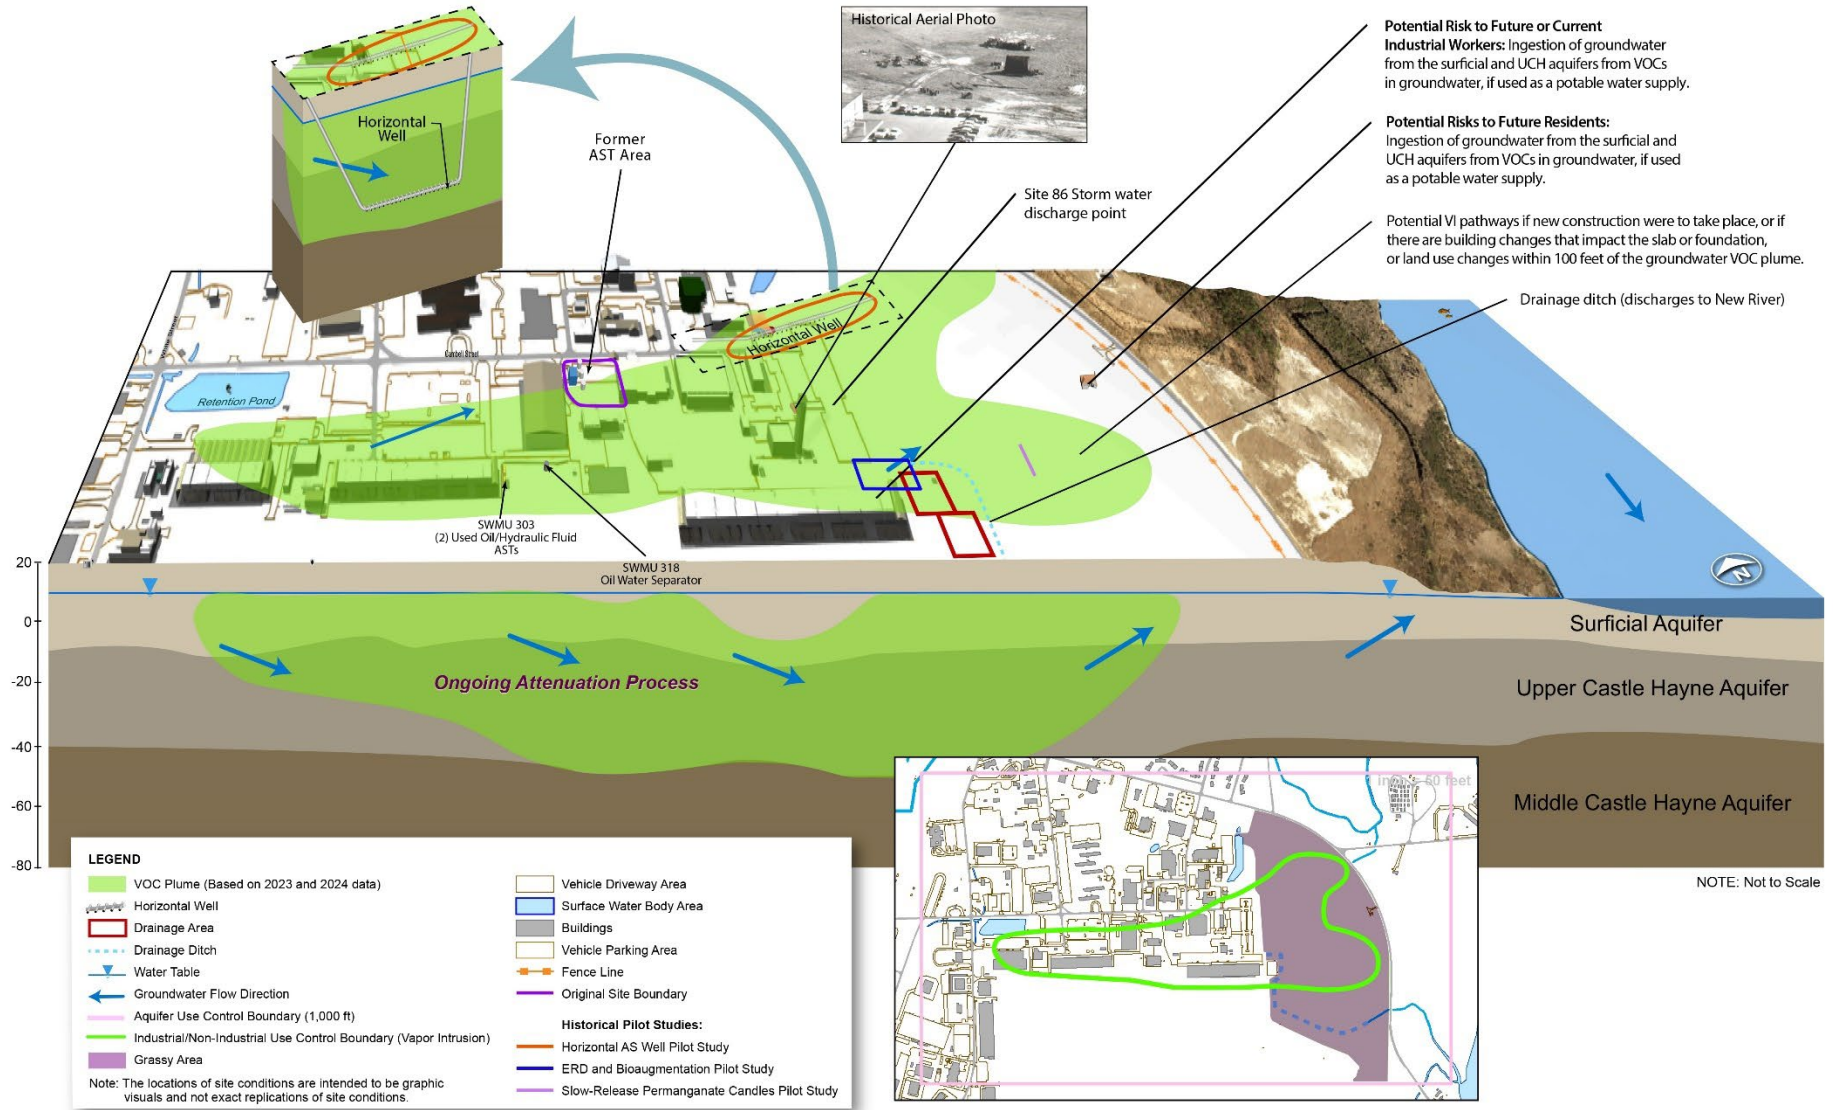 Historical Aerial Photo
Potential Risk to Future or Current
Industrial Workers: Ingestion of groundwater
from the surficial and UCH aquifers from VOCs
in groundwater, if used as a potable water supply.
Potential Risks to Future Residents:
Ingestion of groundwater from the surficial and
UCH aquifers from VOCs in groundwater, if used
as a potable water supply.
Potential VI pathways if new construction were to take place, or if
there are building changes that impact the slab or foundation,
or land use changes within 100 feet of the groundwater VOC plume.
Drainage ditch (discharges to New River)
Horizontal
Well
Former
AST Area
Site 86 Storm water
discharge point
Horizontal Well
Retention Pond
SWMU 303
(2) Used Oil/Hydraulic Fluid
ASTs
SWMU 318
Oil Water Separator
N
20
0
-20
-40
-60
-80
Ongoing Attenuation Process
Surficial Aquifer
Upper Castle Hayne Aquifer
Middle Castle Hayne Aquifer
NOTE: Not to Scale
LEGEND
VOC Plume (Based on 2023 and 2024 data)
Horizontal Well
Drainage Area
Drainage Ditch
Water Table
Groundwater Flow Direction
Aquifer Use Control Boundary (1,000 ft)
Industrial/Non-Industrial Use Control Boundary (Vapor Intrusion)
Grassy Area
Note: The locations of site conditions are intended to be graphic
visuals and not exact replications of site conditions.
Vehicle Driveway Area
Surface Water Body Area
Buildings
Vehicle Parking Area
Fence Line
Original Site Boundary
Historical Pilot Studies:
Horizontal AS Well Pilot Study
ERD and Bioaugmentation Pilot Study
Slow-Release Permanganate Candles Pilot Study